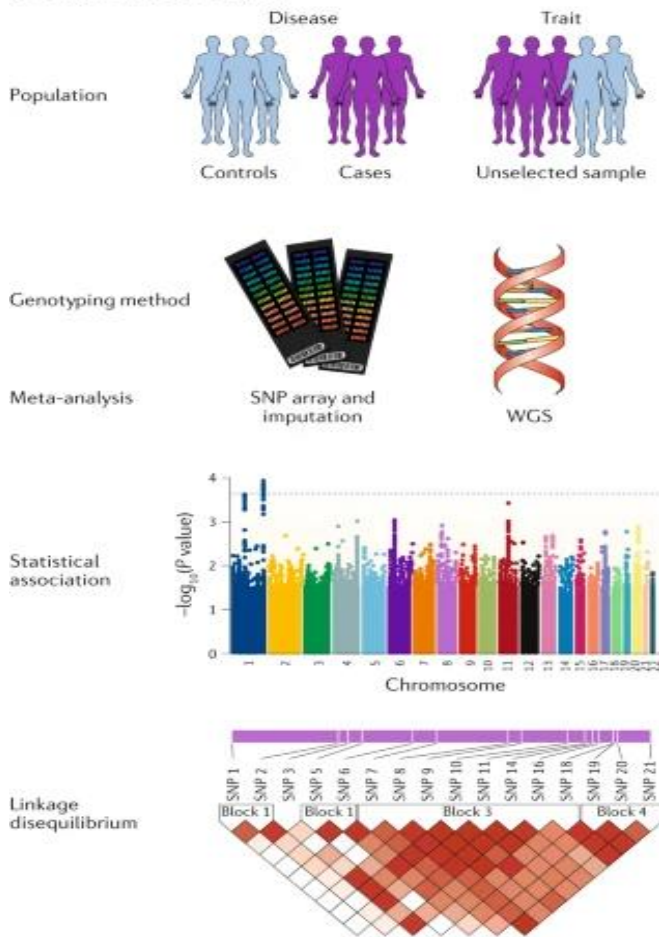 Disease Trait
Population
Controls Cases Unselected sample
Genotyping method
Meta-analysis
SNP array and
imputation
WGS
Statistical
association
–log10(P value)
4
3
2
1
0
1 2 3 4 5 6 7 8 9 10 11 12 13 14 15 16 17 18 19 20 21 22
Chromosome
SNP 1 SNP 2 SNP 3 SNP 5 SNP 6 SNP 7 SNP 8 SNP 9 SNP 10 SNP 11 SNP 14 SNP 16 SNP 18 SNP 19 SNP 20 SNP 21
Linkage
disequilibrium
Block 1 Block 1 Block 3 Block 4